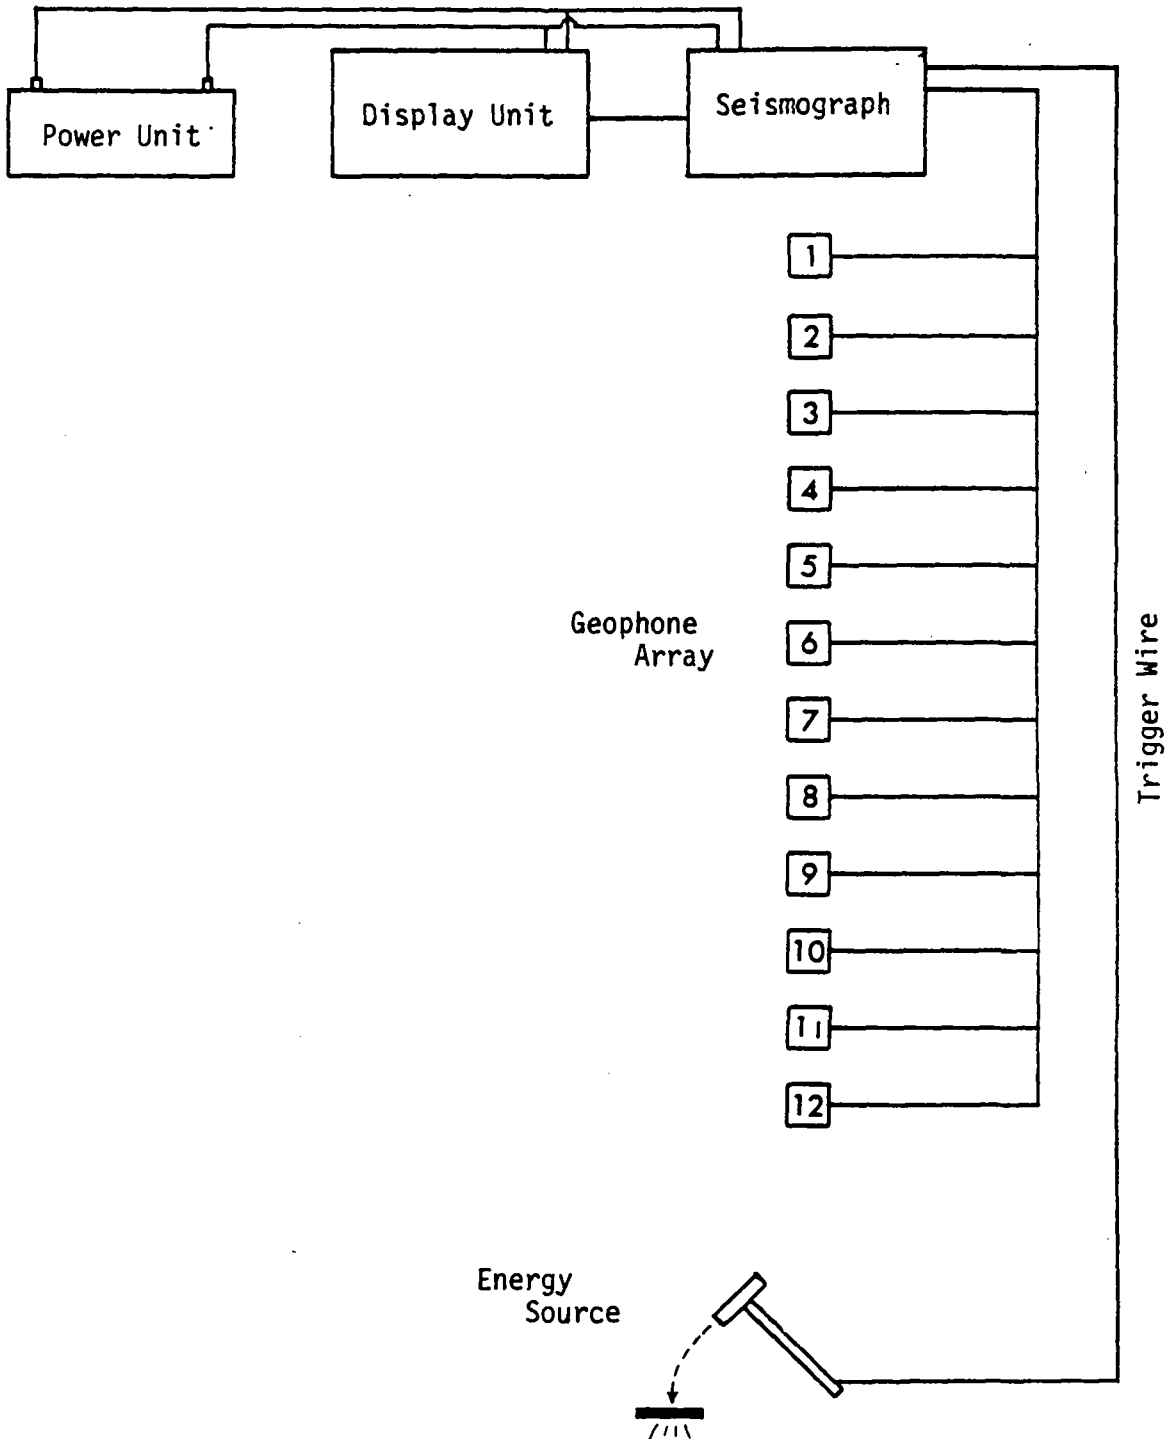 Power Unit
Display Unit
Seismograph
1
2
3
4
5
Geophone
Array
6
7
8
9
10
11
12
Trigger Wire
Energy
Source